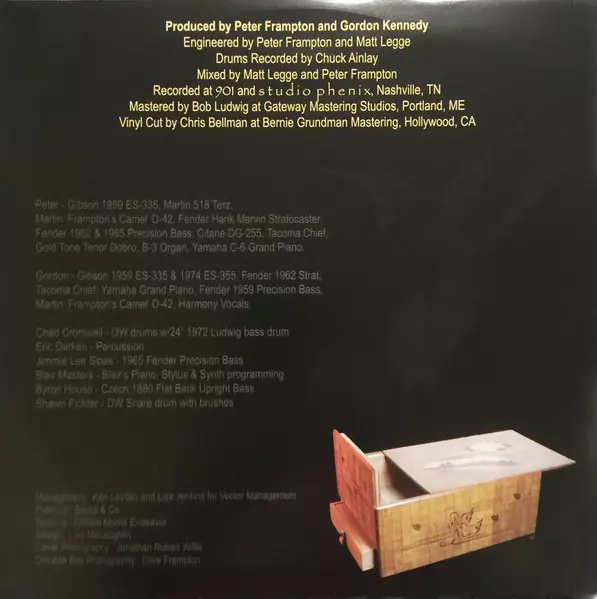 Produced by Peter Frampton and Gordon Kennedy
Engineered by Peter Frampton and Matt Legge
Drums Recorded by Chuck Ainlay
Mixed by Matt Legge and Peter Frampton
Recorded at 901 and studio phenix, Nashville, TN
Mastered by Bob Ludwig at Gateway Mastering Studios, Portland, ME
Vinyl Cut by Chris Bellman at Bernie Grundman Mastering, Hollywood, CA
Peter - Gibson 1959 ES-335, Martin 518 Terz,
Martin 'Frampton's Camel' D-42, Fender Hank Marvin Stratocaster,
Fender 1962 & 1965 Precision Bass, Citane DG-255, Tacoma Chief,
Gold Tone Tenor Dobro, B-3 Organ, Yamaha C-6 Grand Piano,
Gordon - Gibson 1959 ES-335 & 1974 ES-355, Fender 1962 Strat,
Tacoma Chief, Yamaha Grand Piano, Fender 1959 Precision Bass,
Martin 'Frampton's Camel' D-42, Harmony Vocals,
Chad Cromwell - DW drums w/24" 1972 Ludwig bass drum
Eric Darken - Percussion
Jimmie Lee Sloas - 1965 Fender Precision Bass
Blair Masters - Blair's Piano, Stylus & Synth programming
Byron House - Czech 1880 Flat Back Upright Bass
Shawn Fichter - DW Snare drum with brushes
Management: Ken Levitan and Lisa Jenkins for Vector Management
& Co
Booking: William Morris Endeavor
Design: McLaughlin
Cover Photography: Jonathan Robert Willis
Chinese Box Photography: Clive Frampton